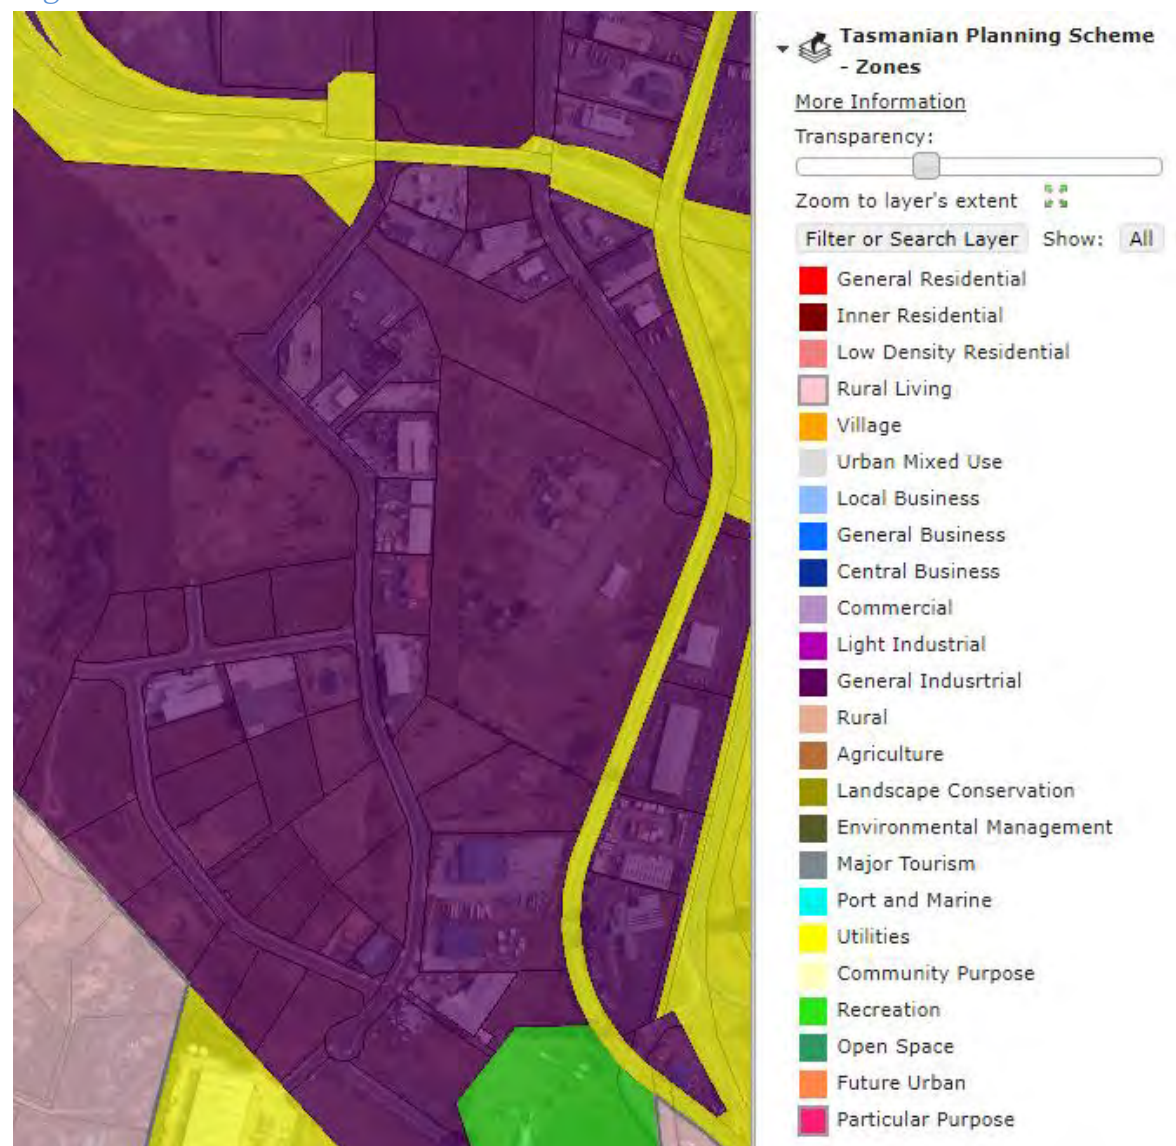 Tasmanian Planning Scheme
- Zones
More Information
Transparency:
Zoom to layer's extent
Filter or Search Layer Show: All
General Residential
Inner Residential
Low Density Residential
Rural Living
Village
Urban Mixed Use
Local Business
General Business
Central Business
Commercial
Light Industrial
General Indusrtrial
Rural
Agriculture
Landscape Conservation
Environmental Management
Major Tourism
Port and Marine
Utilities
Community Purpose
Recreation
Open Space
Future Urban
Particular Purpose